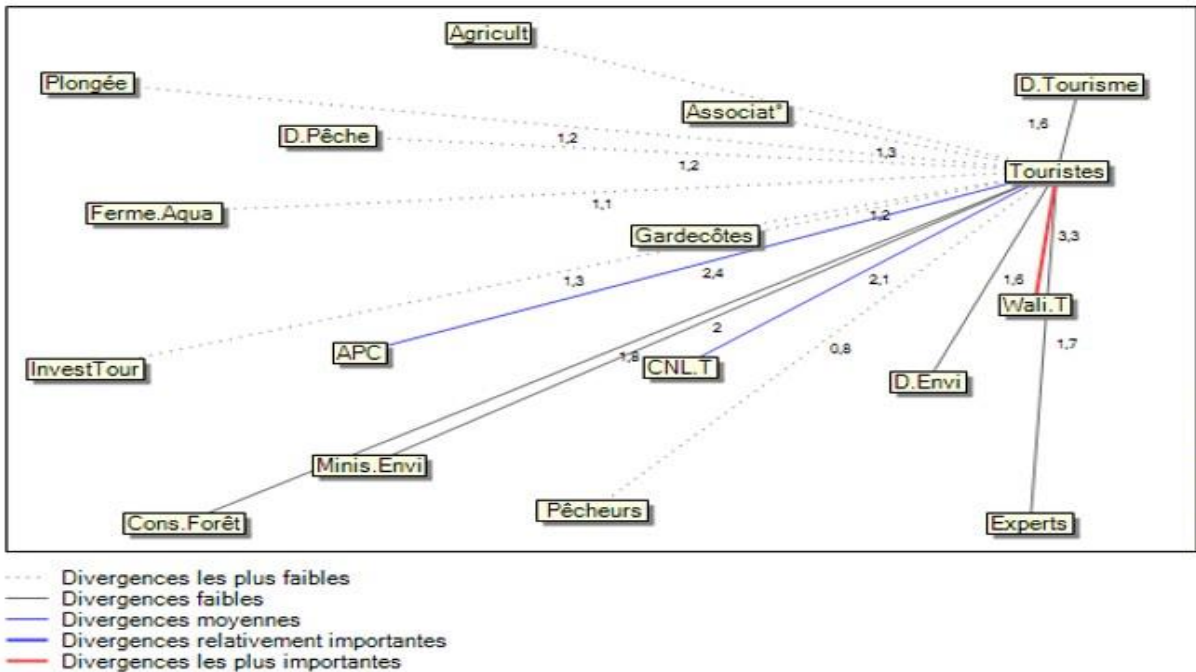 Agricult
Plongée
D.Tourisme
Associat°
1,6
D.Pêche
1,2
1,3
1,2
Touristes
1,1
Ferme.Aqua
1,2
Gardecôtes
3,3
2,4
1,3
2,1
1,6
Wali.T
2
0,8
1,7
APC
1,8
InvestTour
CNL.T
D.Envi
Minis.Envi
Pêcheurs
Cons.Forêt
Experts
Divergences les plus faibles
Divergences faibles
Divergences moyennes
Divergences relativement importantes
Divergences les plus importantes